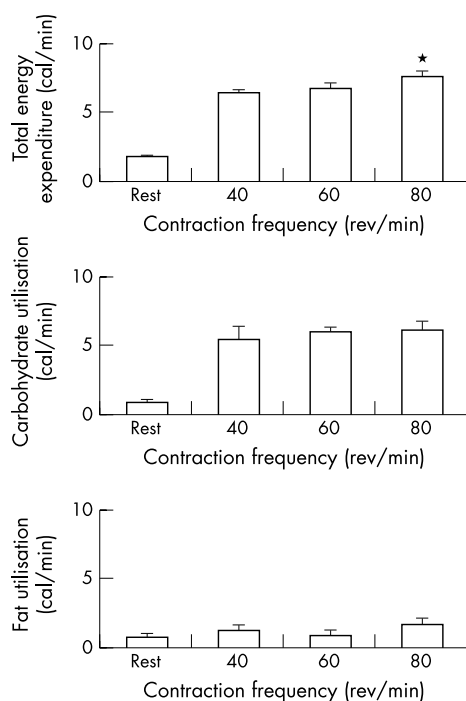 Total energy
expenditure (cal/min)
10
5
0
★
Rest 40 60 80
Contraction frequency (rev/min)
Carbohydrate utilisation
(cal/min)
10
5
0
Rest 40 60 80
Contraction frequency (rev/min)
Fat utilisation
(cal/min)
10
5
0
Rest 40 60 80
Contraction frequency (rev/min)